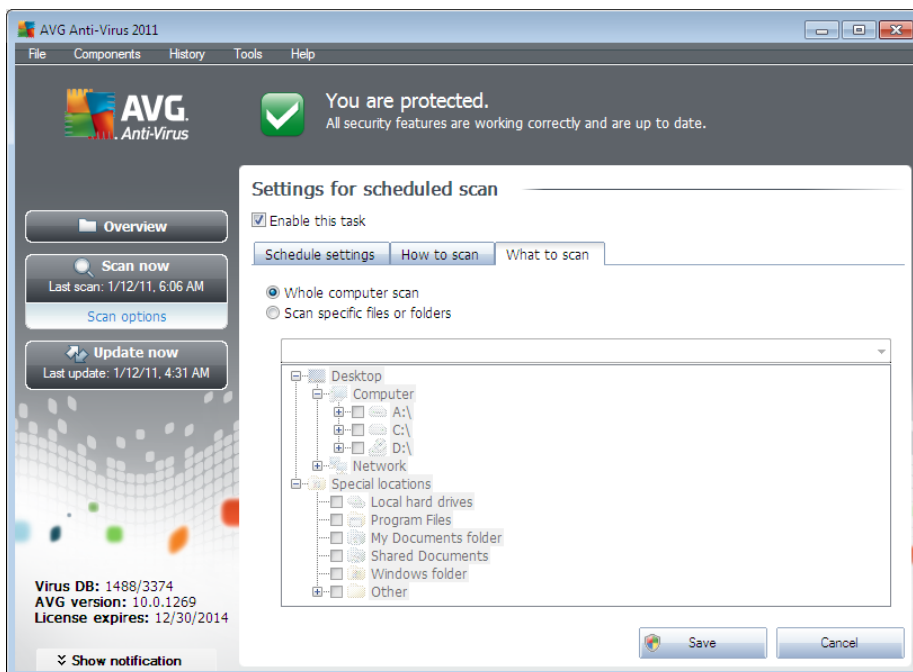 AVG Anti-Virus 2011
File Components History Tools Help
AVG.
Anti-Virus
You are protected.
All security features are working correctly and are up to date.
Overview
Scan now
Last scan: 1/12/11, 6:06 AM
Scan options
Update now
Last update: 1/12/11, 4:31 AM
Virus DB: 1488/3374
AVG version: 10.0.1269
License expires: 12/30/2014
Show notification
Settings for scheduled scan
Enable this task
Schedule settings How to scan What to scan
Whole computer scan
Scan specific files or folders
Desktop
Computer
A:\
C:\
D:\
Network
Special locations
Local hard drives
Program Files
My Documents folder
Shared Documents
Windows folder
Other
Save Cancel